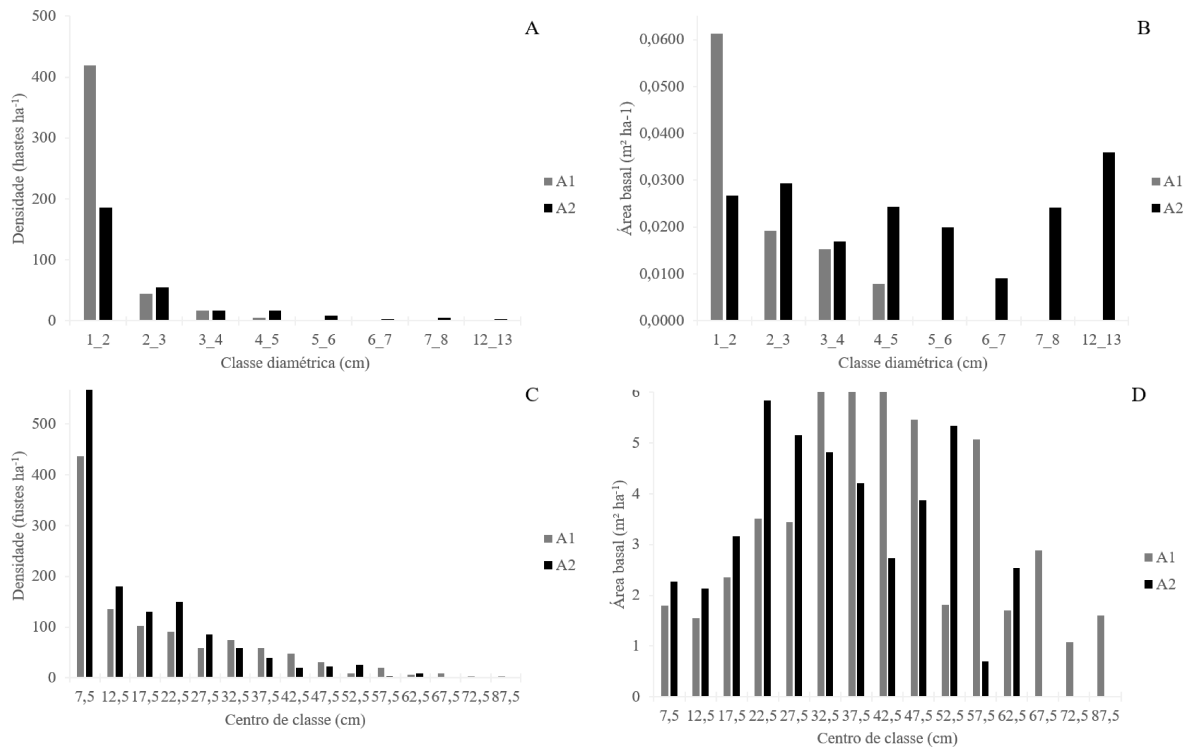 A
500
400
300
200
100
0
Densidade (hastes ha⁻¹)
1_2 2_3 3_4 4_5 5_6 6_7 7_8 12_13
Classe diamétrica (cm)
A1
A2
B
0,0600
0,0500
0,0400
0,0300
0,0200
0,0100
0,0000
Área basal (m² ha-1)
1_2 2_3 3_4 4_5 5_6 6_7 7_8 12_13
Classe diamétrica (cm)
A1
A2
C
500
400
300
200
100
0
Densidade (fustes ha⁻¹)
7,5 12,5 17,5 22,5 27,5 32,5 37,5 42,5 47,5 52,5 57,5 62,5 67,5 72,5 87,5
Centro de classe (cm)
A1
A2
D
6
5
4
3
2
1
0
Área basal (m² ha⁻¹)
7,5 12,5 17,5 22,5 27,5 32,5 37,5 42,5 47,5 52,5 57,5 62,5 67,5 72,5 87,5
Centro de classe (cm)
A1
A2